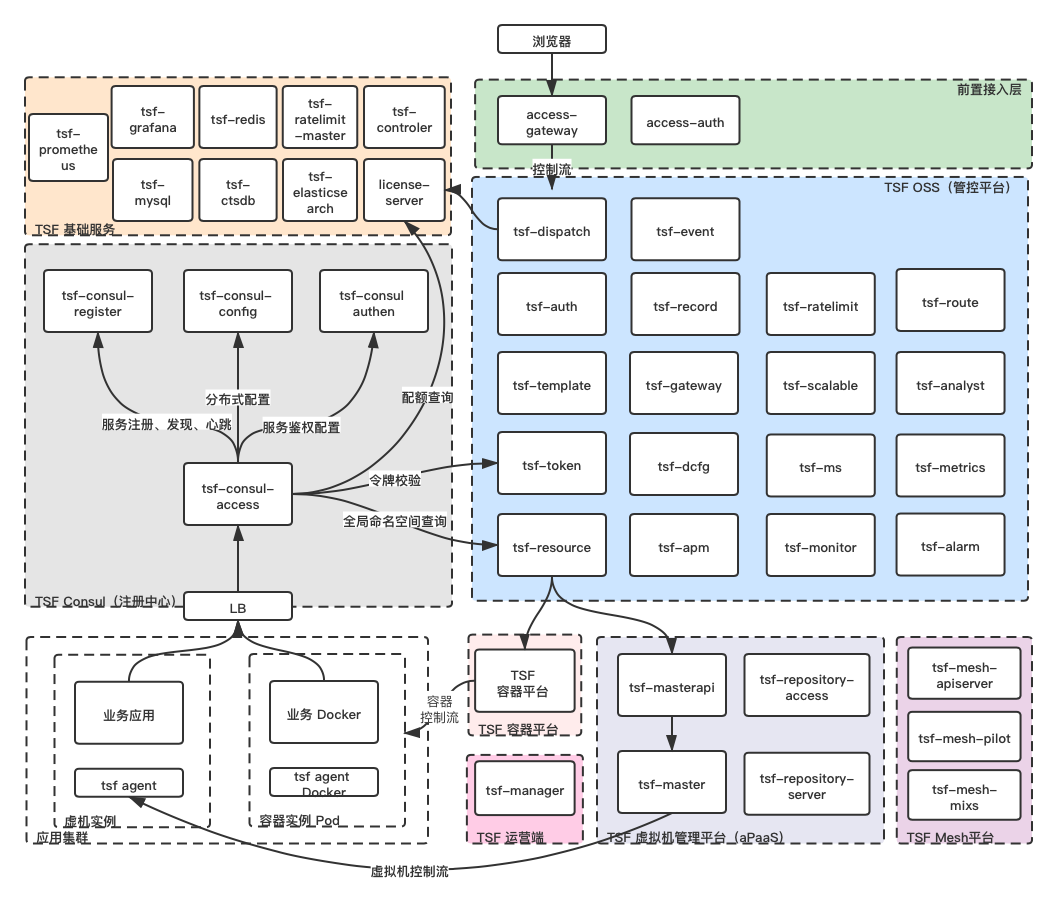 浏览器
前置接入层
access-
gateway
access-auth
控制流
tsf-
prometheus
us
tsf-
grafana
tsf-redis
tsf-
ratelimit
-master
tsf-
controler
tsf-
mysql
tsf-
ctsdb
tsf-
elasticse
arch
license-
server
TSF 基础服务
TSF OSS（管控平台）
tsf-dispatch
tsf-event
tsf-auth
tsf-record
tsf-ratelimit
tsf-route
tsf-template
tsf-gateway
tsf-scalable
tsf-analyst
tsf-token
tsf-dcfg
tsf-ms
tsf-metrics
tsf-resource
tsf-apm
tsf-monitor
tsf-alarm
tsf-consul-
register
tsf-consul-
config
tsf-consul
authen
分布式配置
服务注册、发现、心跳
服务鉴权配置
配额查询
令牌校验
全局命名空间查询
tsf-consul-
access
TSF Consul（注册中心）
LB
业务应用
tsf agent
虚机实例
业务 Docker
tsf agent
Docker
容器实例 Pod
应用集群
容器
控制流
TSF
容器平台
TSF 容器平台
tsf-manager
TSF 运营端
tsf-masterapi
tsf-repository-
access
tsf-master
tsf-repository-
server
TSF 虚拟机管理平台（aPaaS）
tsf-mesh-
apiserver
tsf-mesh-pilot
tsf-mesh-
mixs
TSF Mesh平台
虚拟机控制流